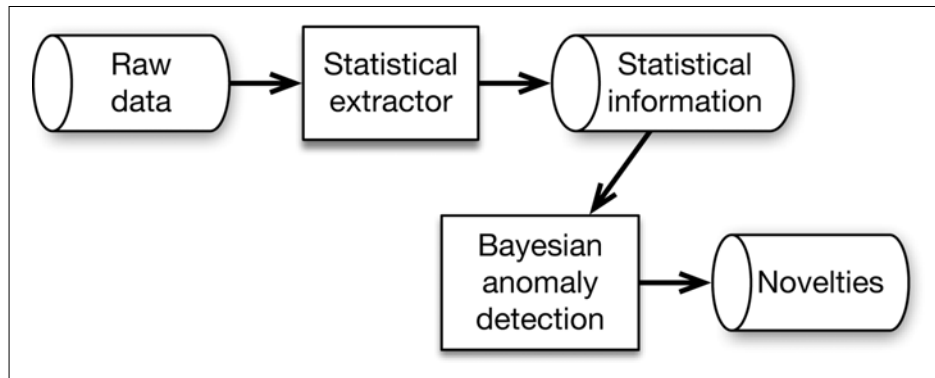 Raw
data
Statistical
extractor
Statistical
information
Bayesian
anomaly
detection
Novelties